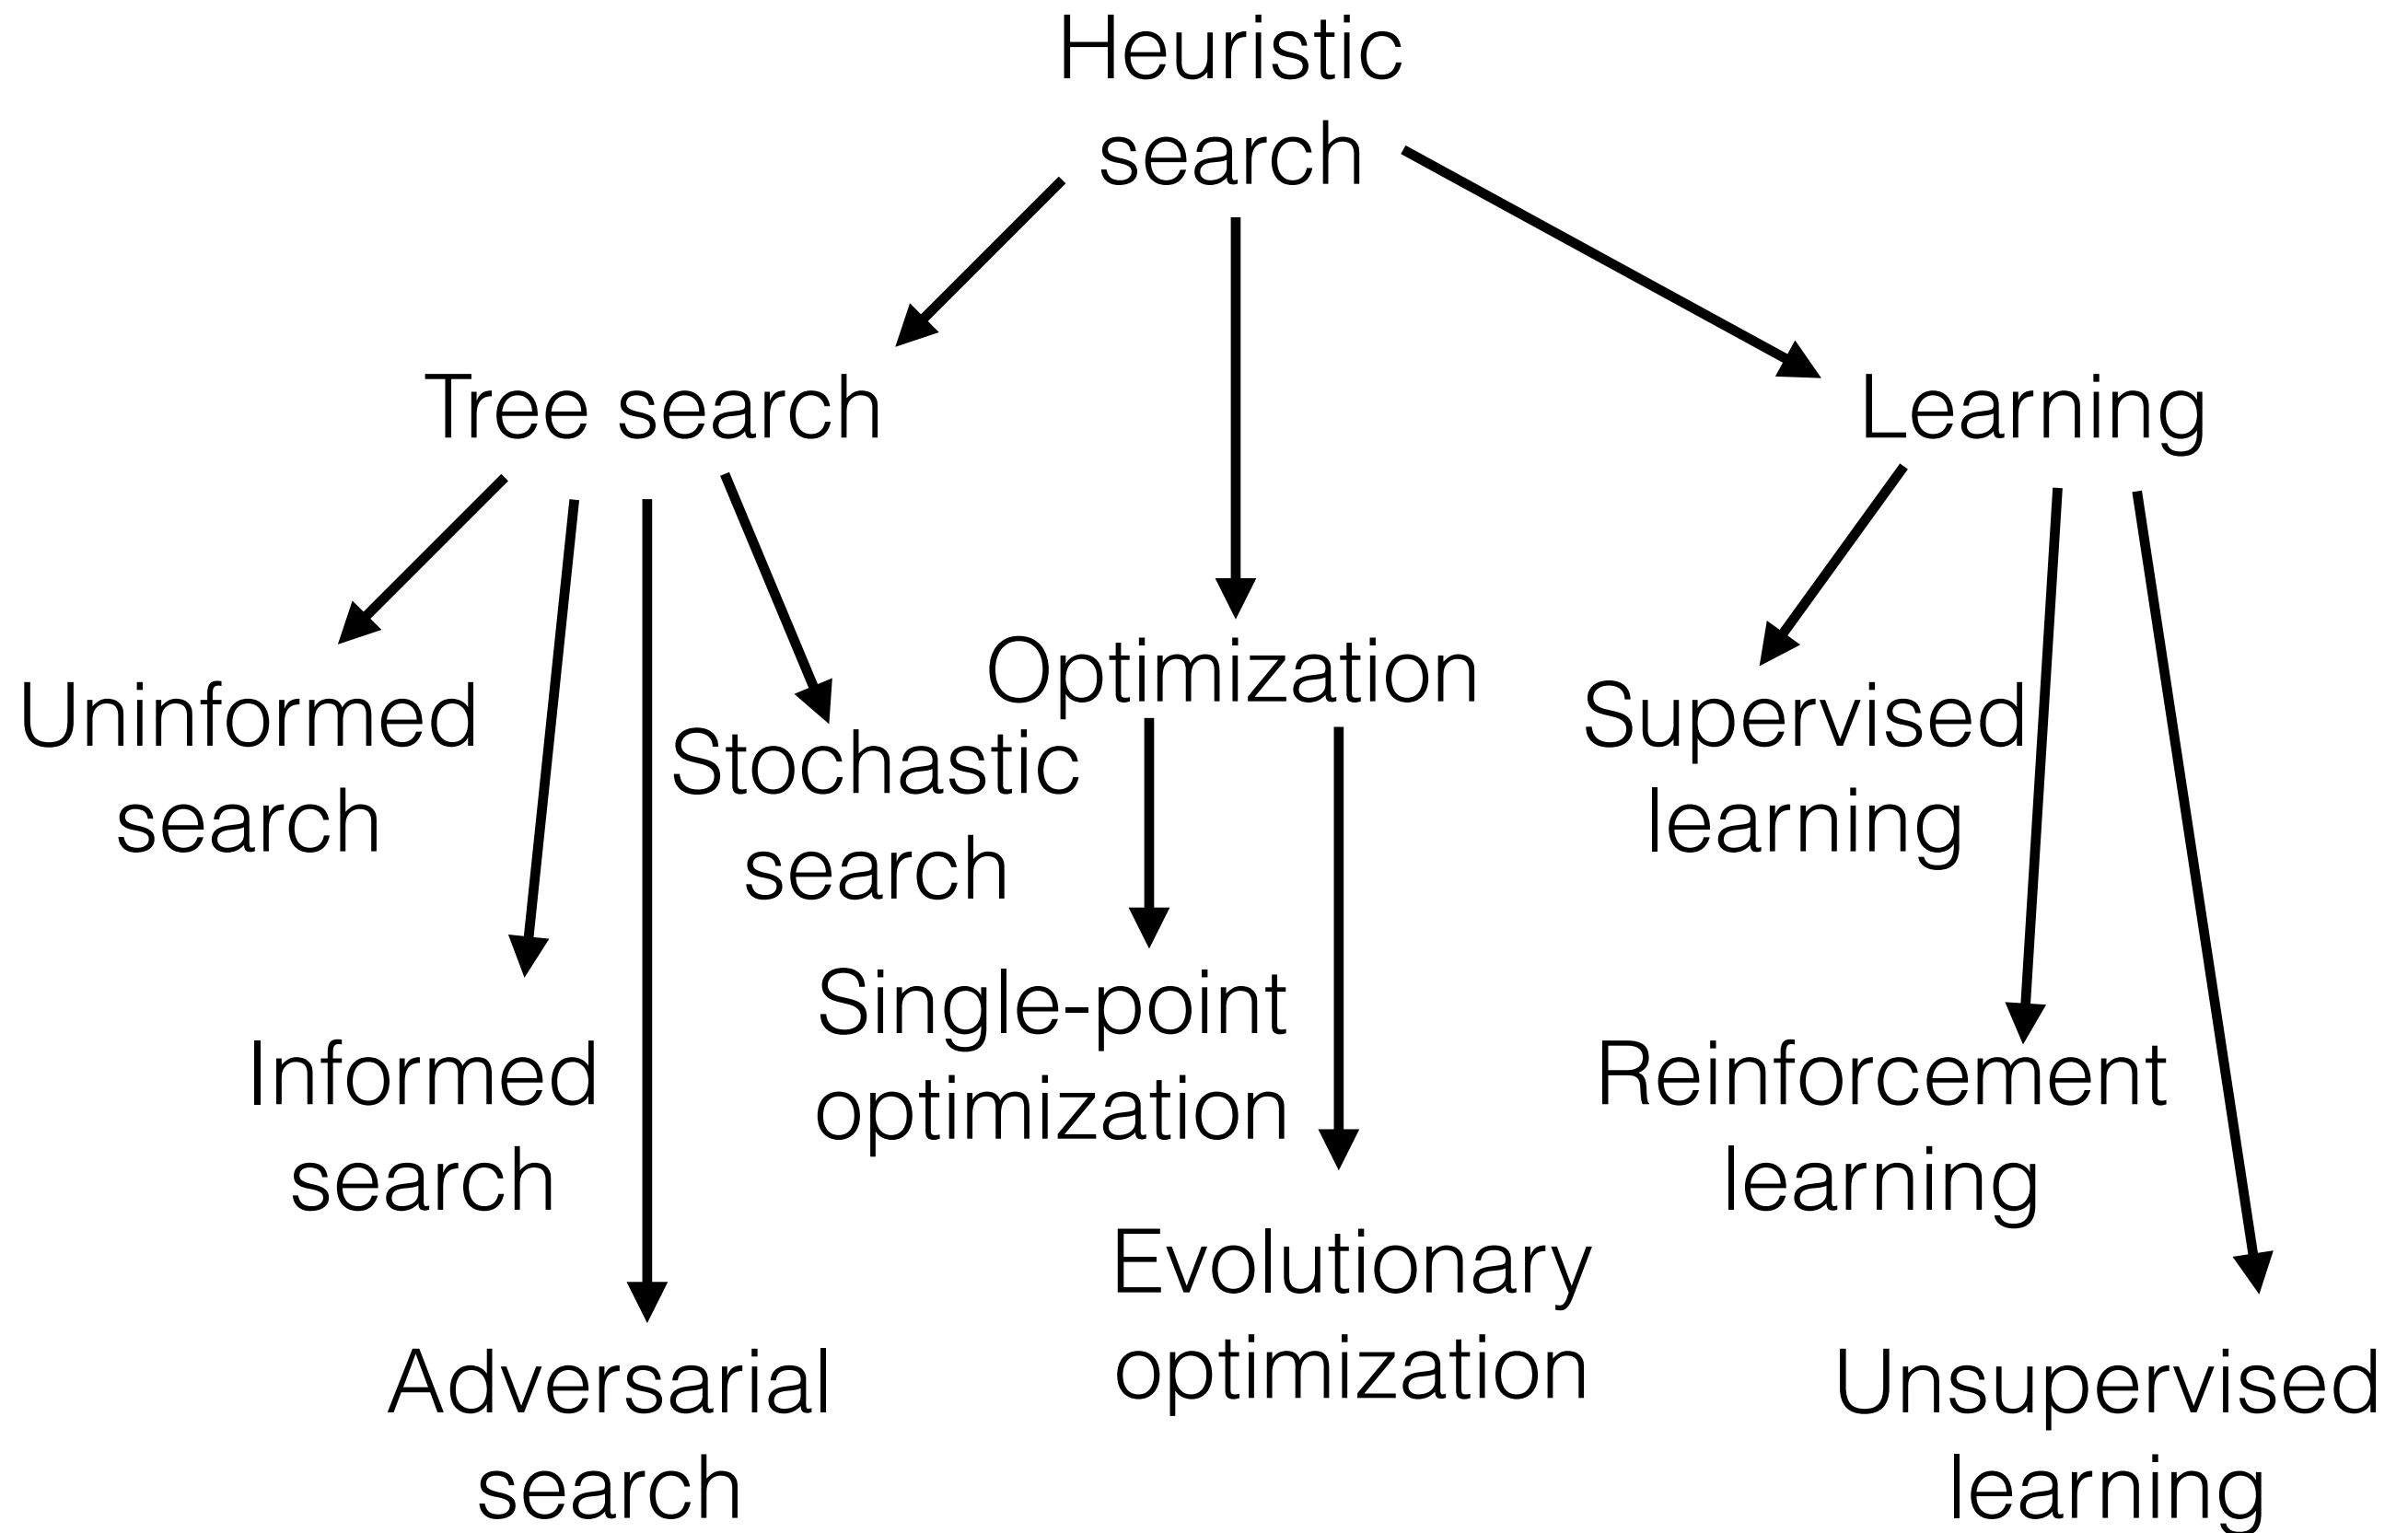 Heuristic
search
Tree search
Learning
Optimization
Uninformed
search
Stochastic
search
Supervised
learning
Single-point
optimization
Informed
search
Reinforcement
learning
Evolutionary
optimization
Adversarial
search
Unsupervised
learning